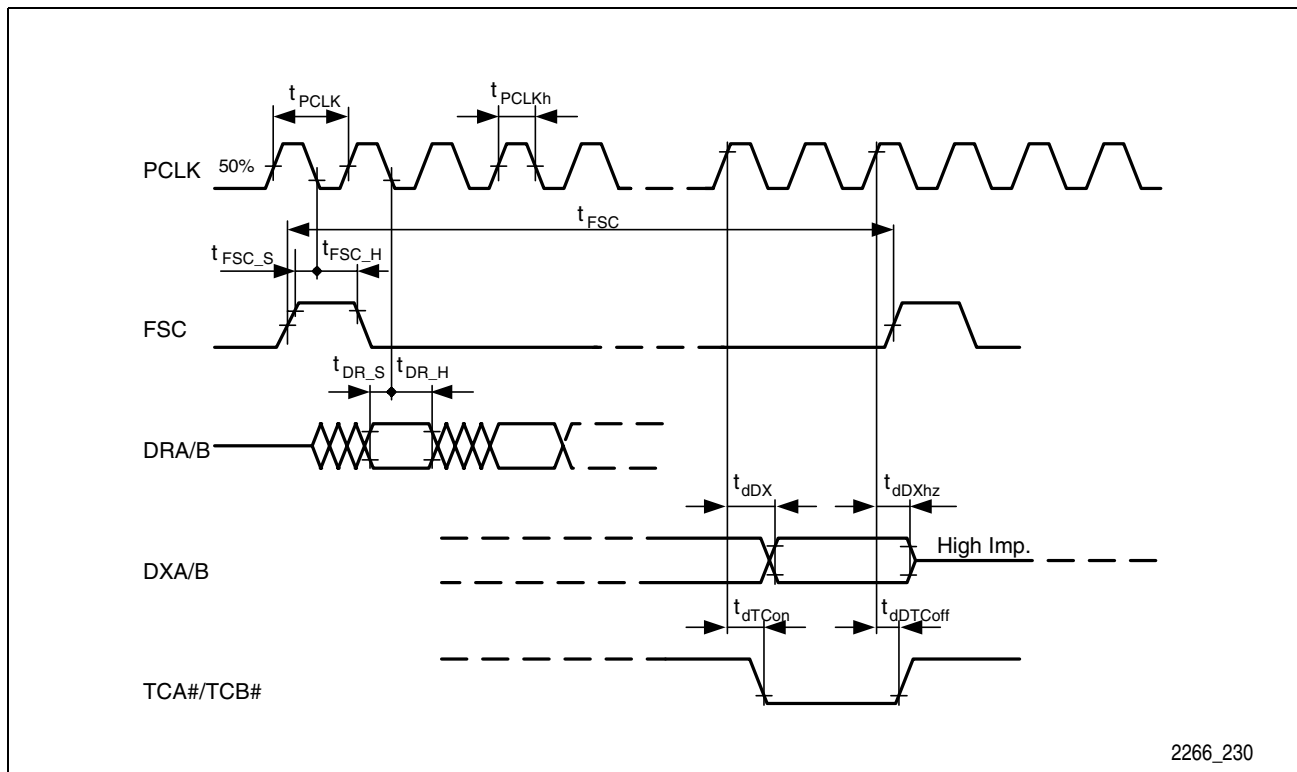 tPCLK
tPCLKh
PCLK
50%
tFSC
tFSC_S
tFSC_H
FSC
tDR_S
tDR_H
DRA/B
tdDX
tdDXhz
High Imp.
DXA/B
tdTCon
tdDTCoff
TCA#/TCB#
2266_230